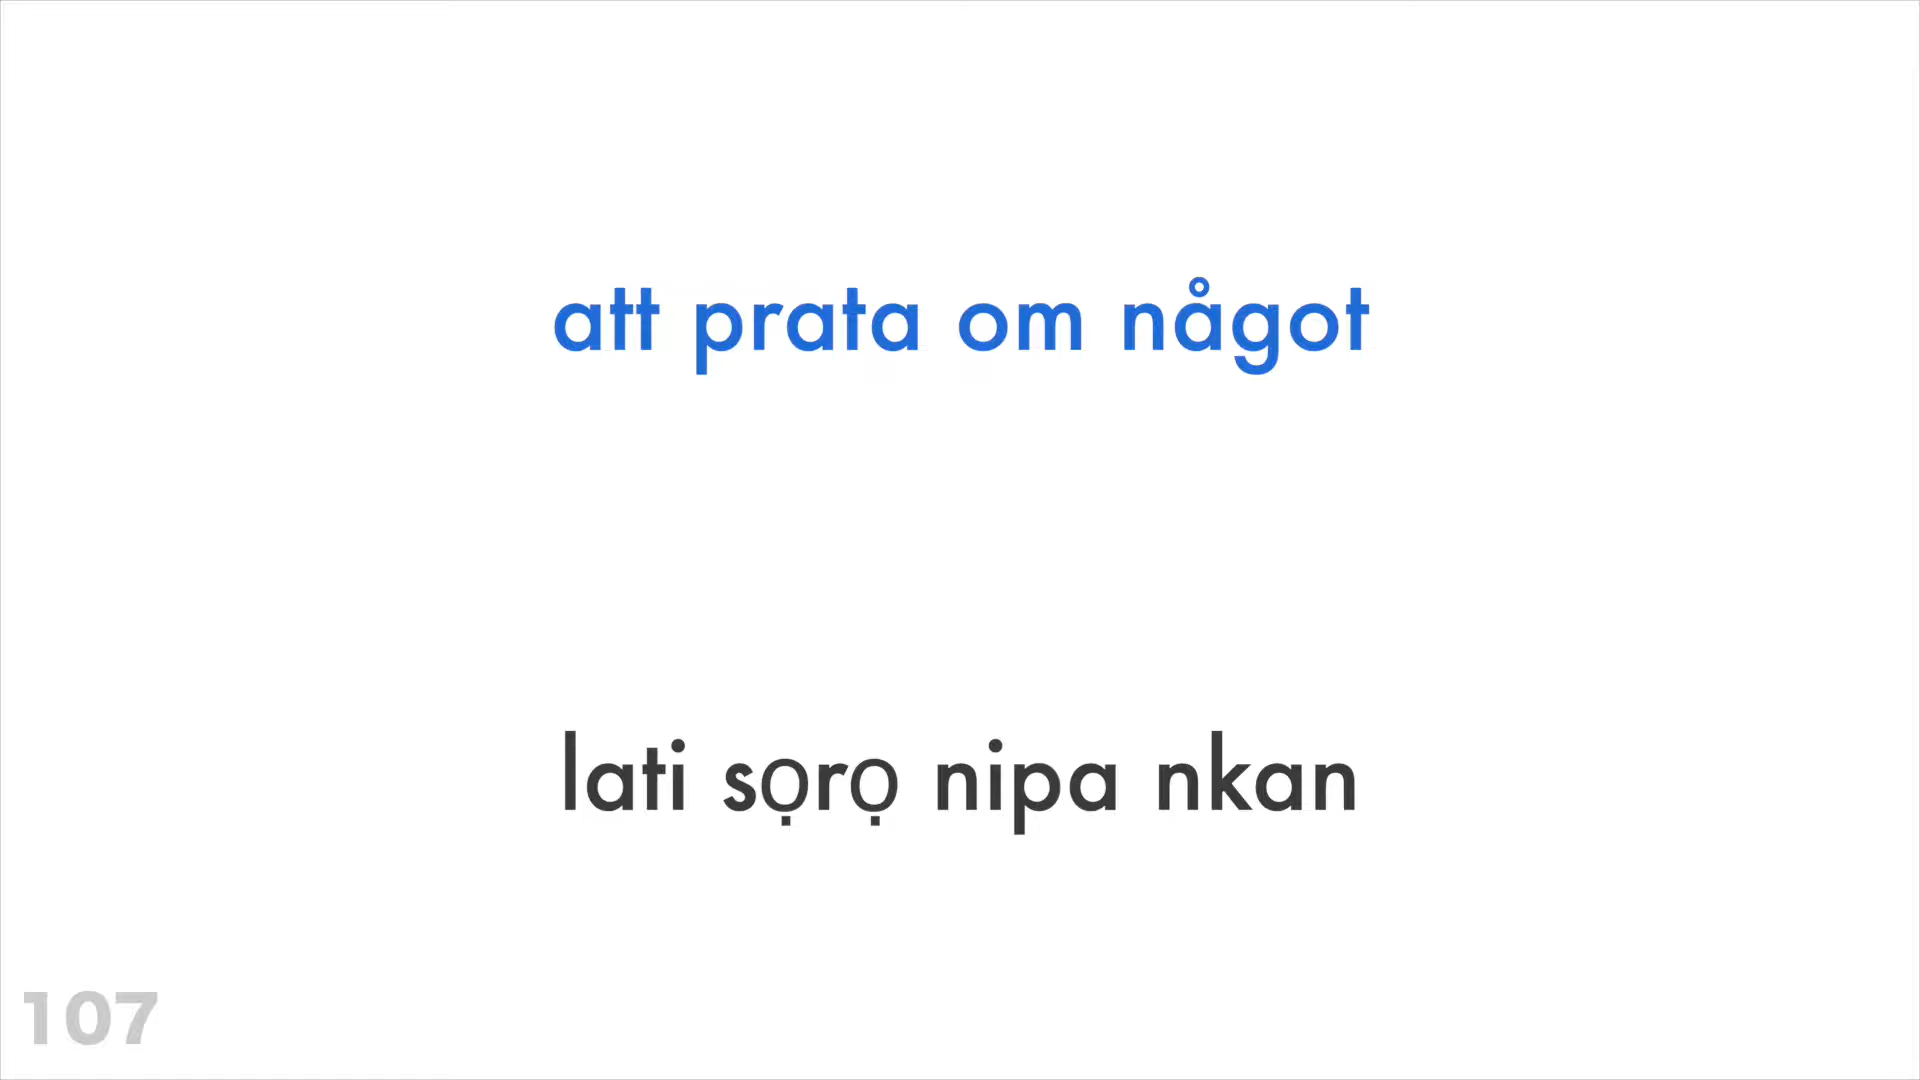 att prata om något
lati sọrọ nipa nkan
107